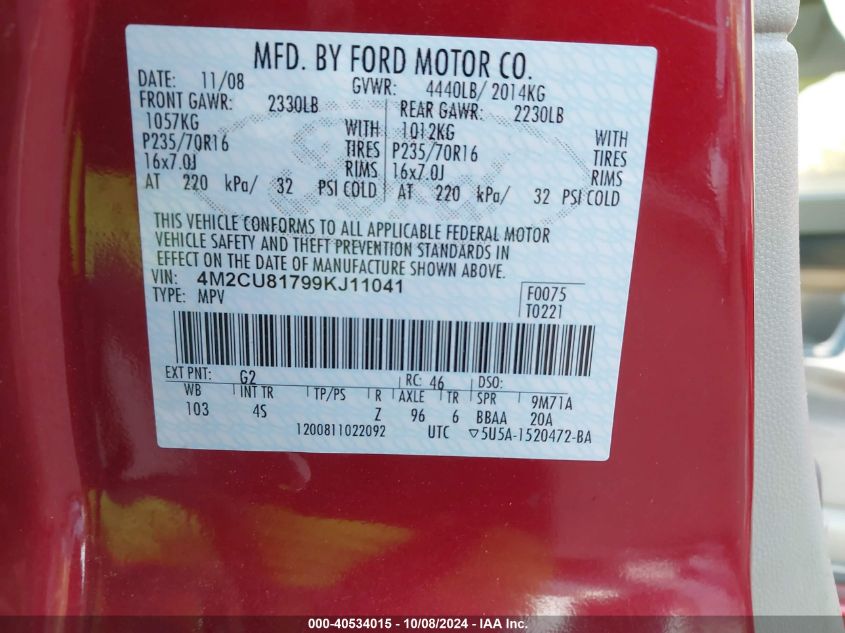 MFD. BY FORD MOTOR CO.
DATE: 11/08 GVWR: 4440LB/ 2014KG
FRONT GAWR: 2330LB REAR GAWR: 2230LB
1057KG WITH 1012KG WITH
P235/70R16 TIRES P235/70R16 TIRES
16x7.0J RIMS 16x7.0J RIMS
AT 220 kPa/ 32 PSI COLD AT 220 kPa/ 32 PSI COLD
THIS VEHICLE CONFORMS TO ALL APPLICABLE FEDERAL MOTOR
VEHICLE SAFETY AND THEFT PREVENTION STANDARDS IN
EFFECT ON THE DATE OF MANUFACTURE SHOWN ABOVE.
VIN: 4M2CU81799KJ11041 F0075
TYPE: MPV T0221
EXT PNT: G2 RC: 46 DSO:
WB INT TR TP/PS R AXLE TR SPR 9M71A
103 4S Z 96 6 BBAA 20A
1200811022092 UTC ▽5U5A-1520472-BA
000-40534015 - 10/08/2024 - IAA Inc.